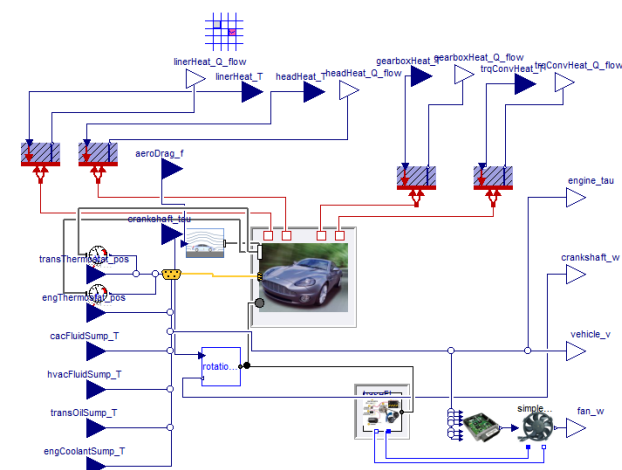 linerHeat_Q_flow
linerHeat_T
headHeat_T
headHeat_Q_flow
gearboxHeat_T
gearboxHeat_Q_flow
trqConvHeat_T
trqConvHeat_Q_flow
aeroDrag_f
engine_tau
crankshaft_tau
transThermostat_pos
crankshaft_w
engThermostat_pos
cacFluidSump_T
vehicle_v
hvacFluidSump_T
rotatio...
transOilSump_T
simple...
fan_w
engCoolantSump_T